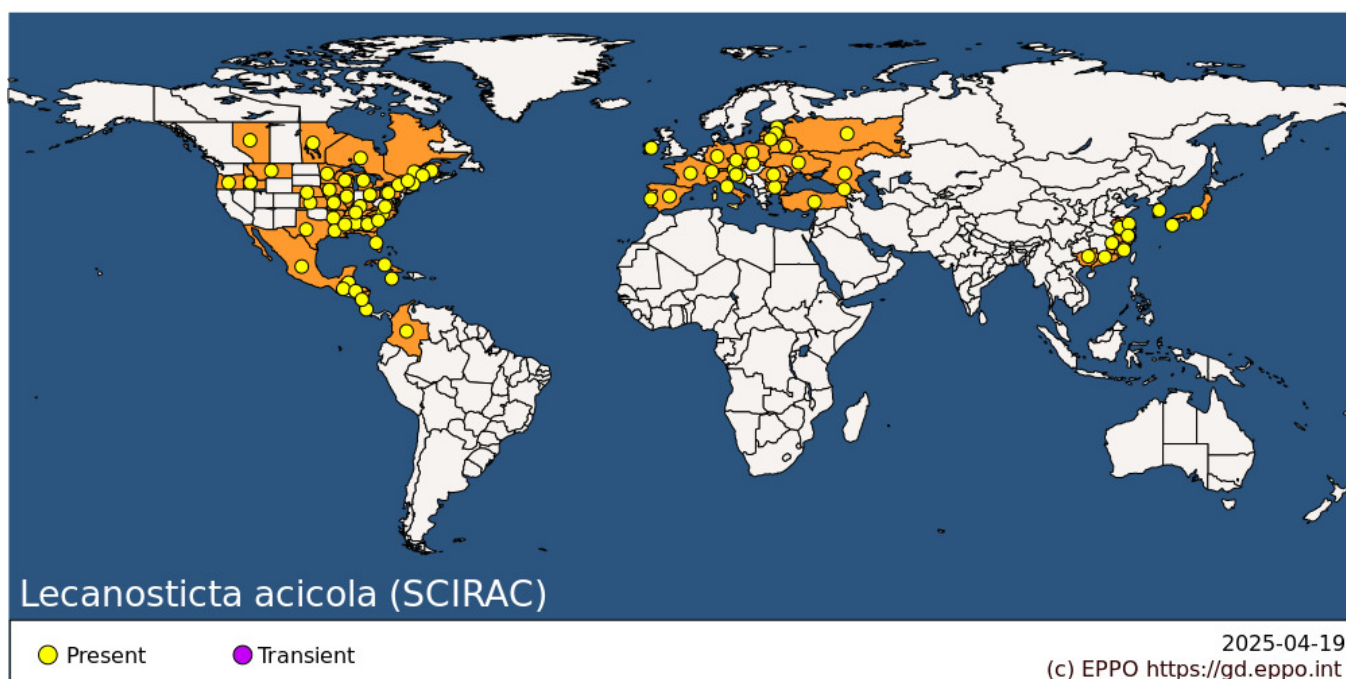 Lecanosticta acicola (SCIRAC)
Present
Transient
2025-04-19
(c) EPPO https://gd.eppo.int